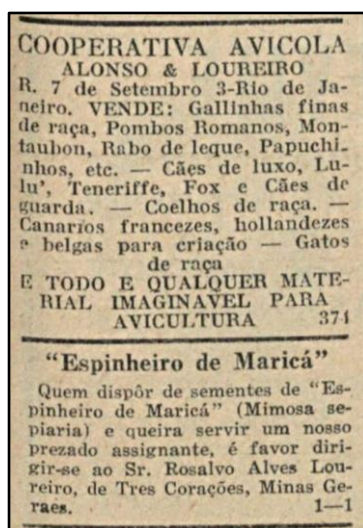 COOPERATIVA AVICOLA
ALONSO & LOUREIRO
R. 7 de Setembro 3-Rio de Ja-
neiro. VENDE: Gallinhas finas
de raça, Pombos Romanos, Mon-
taubon, Rabo de leque, Papuchi-
nhos, etc. — Cães de luxo, Lu-
lu', Teneriffe, Fox e Cães de
guarda. — Coelhos de raça. —
Canarios francezes, hollandezes
e belgas para criação — Gatos
de raça
E TODO E QUALQUER MATE-
RIAL IMAGINAVEL PARA
AVICULTURA 374
"Espinheiro de Maricá"
Quem dispôr de sementes de "Es-
pinheiro de Maricá" (Mimosa se-
piaria) e queira servir um nosso
prezado assignante, é favor diri-
gir-se ao Sr. Rosalvo Alves Lou-
reiro, de Tres Corações, Minas Ge-
raes. 1—1